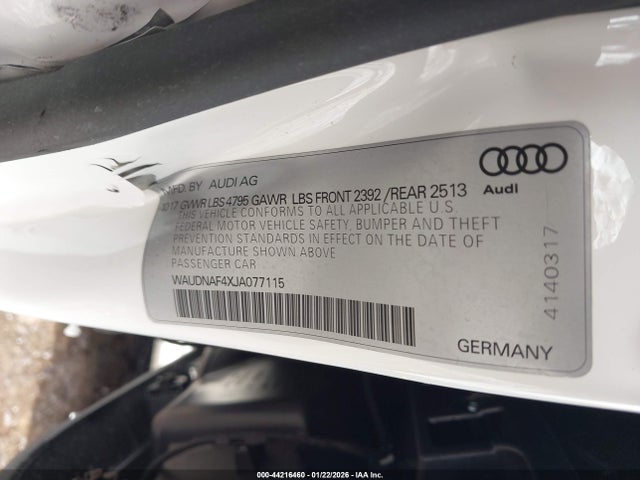 MFD. BY AUDI AG
GVWR LBS 4795 GAWR LBS FRONT 2392 /REAR 2513
THIS VEHICLE CONFORMS TO ALL APPLICABLE U.S
FEDERAL MOTOR VEHICLE SAFETY, BUMPER AND THEFT
PREVENTION STANDARDS IN EFFECT ON THE DATE OF
MANUFACTURE SHOWN ABOVE
PASSENGER CAR
WAUDNAF4XJA077115
Audi
4140317
GERMANY
000-44216460 - 01/22/2026 - IAA Inc.